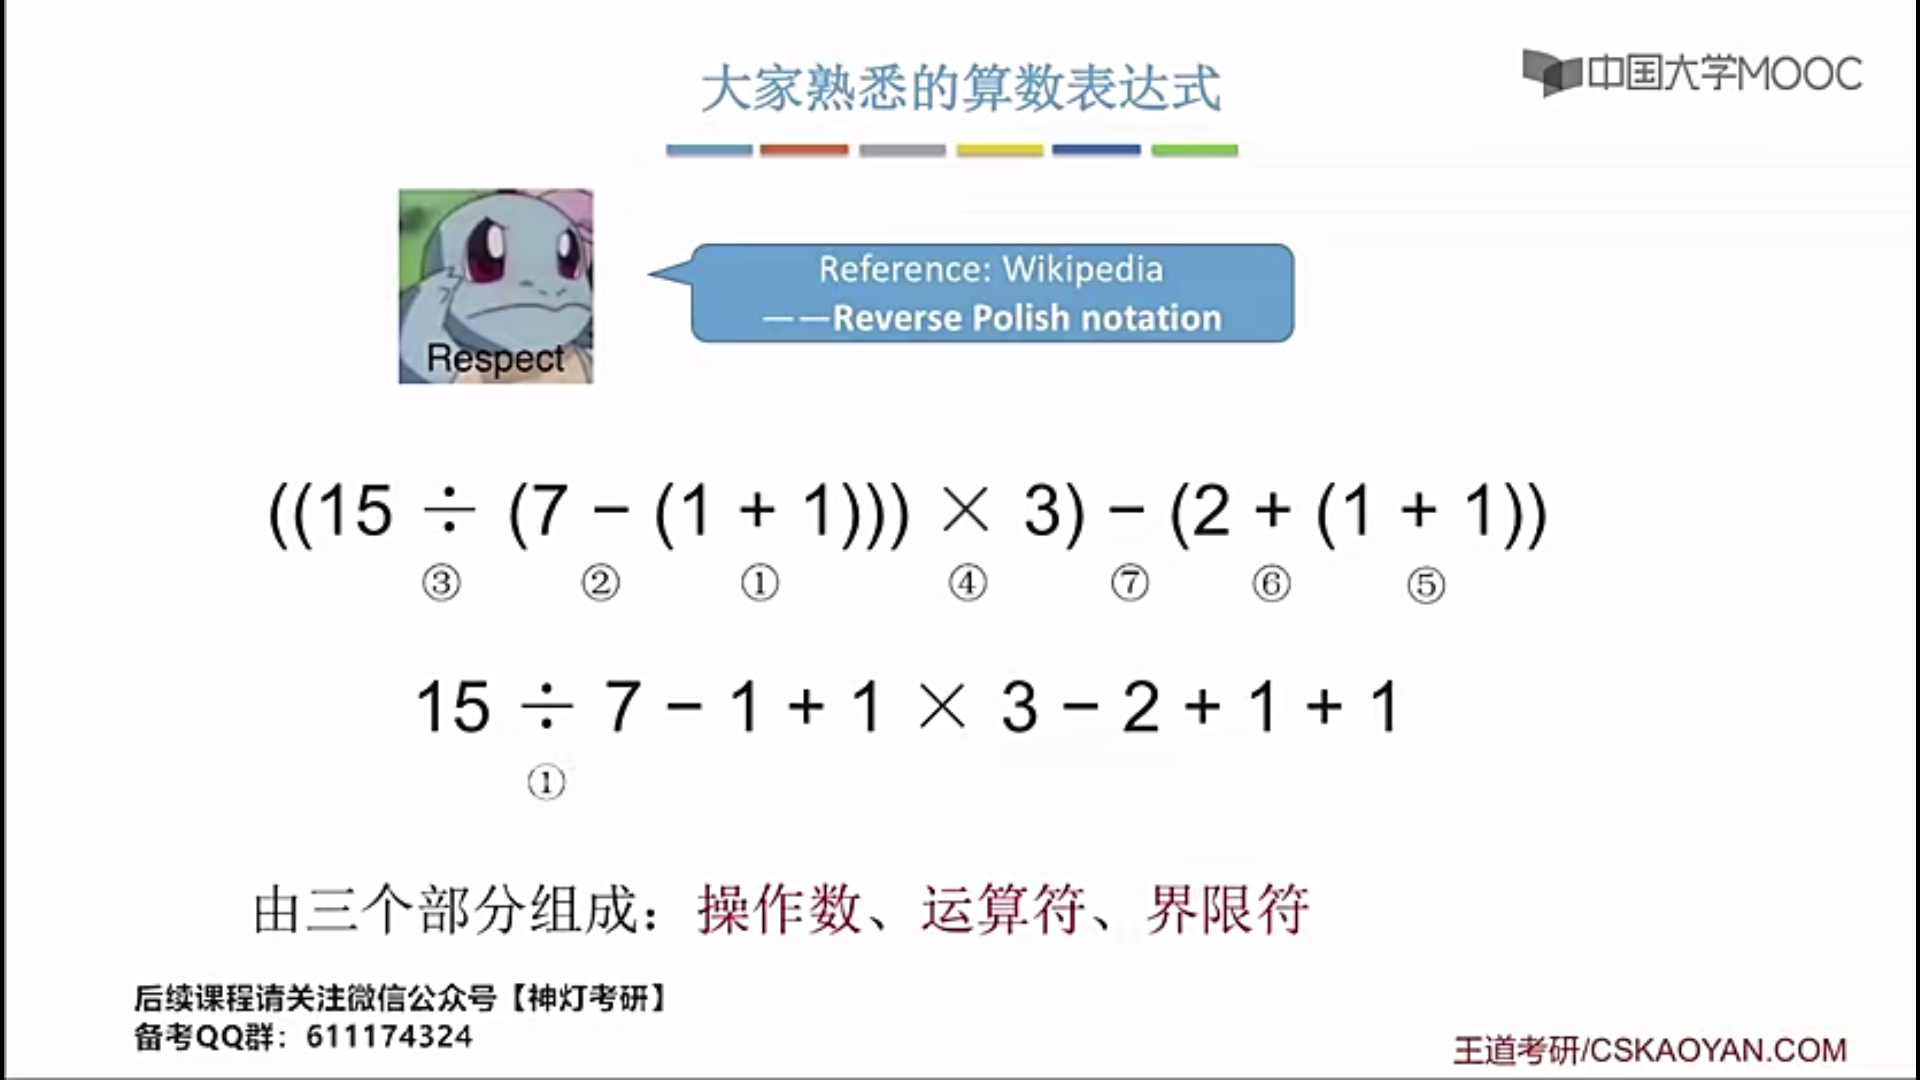 大家熟悉的算数表达式
中国大学MOOC
Respect
Reference: Wikipedia
——Reverse Polish notation
((15 ÷ (7 − (1 + 1))) × 3) − (2 + (1 + 1))
③ ② ① ④ ⑦ ⑥ ⑤
15 ÷ 7 − 1 + 1 × 3 − 2 + 1 + 1
①
由三个部分组成：操作数、运算符、界限符
后续课程请关注微信公众号【神灯考研】
备考QQ群：611174324
王道考研/CSKAOYAN.COM